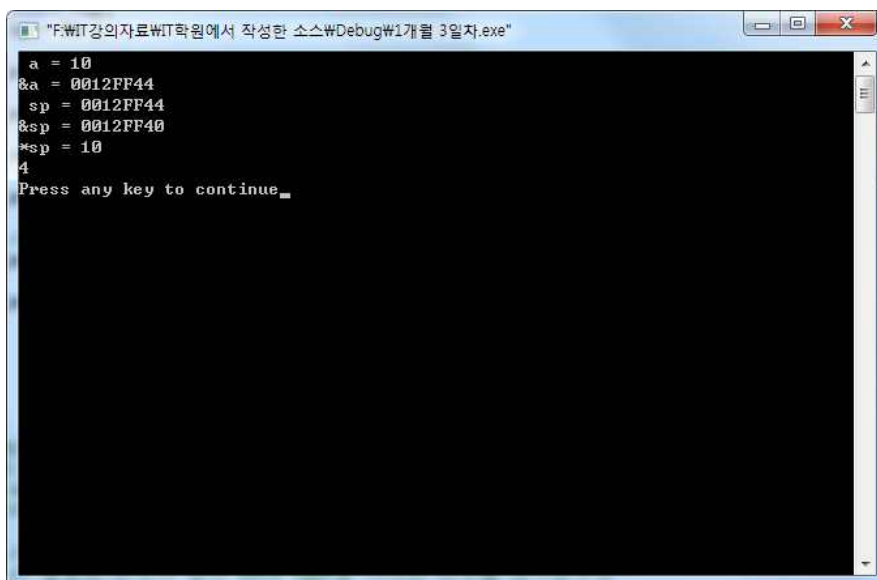 "F:₩IT강의자료₩IT학원에서 작성한 소스₩Debug₩1개월 3일차.exe"
a = 10
&a = 0012FF44
sp = 0012FF44
&sp = 0012FF40
*sp = 10
4
Press any key to continue_